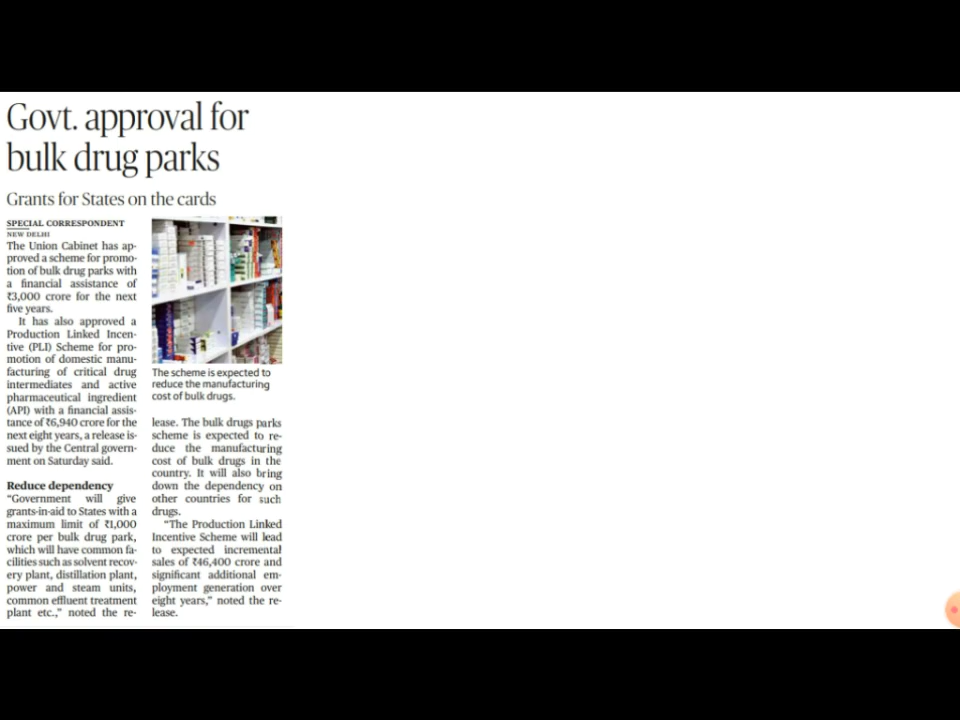 Govt. approval for
bulk drug parks
Grants for States on the cards
SPECIAL CORRESPONDENT
NEW DELHI
The Union Cabinet has ap-
proved a scheme for promo-
tion of bulk drug parks with
a financial assistance of
₹3,000 crore for the next
five years.
It has also approved a
Production Linked Incen-
tive (PLI) Scheme for pro-
motion of domestic manu-
facturing of critical drug
intermediates and active
pharmaceutical ingredient
(API) with a financial assis-
tance of ₹6,940 crore for the
next eight years, a release is-
sued by the Central govern-
ment on Saturday said.
Reduce dependency
“Government will give
grants-in-aid to States with a
maximum limit of ₹1,000
crore per bulk drug park,
which will have common fa-
cilities such as solvent recov-
ery plant, distillation plant,
power and steam units,
common effluent treatment
plant etc.,” noted the re-
The scheme is expected to
reduce the manufacturing
cost of bulk drugs.
lease. The bulk drugs parks
scheme is expected to re-
duce the manufacturing
cost of bulk drugs in the
country. It will also bring
down the dependency on
other countries for such
drugs.
“The Production Linked
Incentive Scheme will lead
to expected incremental
sales of ₹46,400 crore and
significant additional em-
ployment generation over
eight years,” noted the re-
lease.